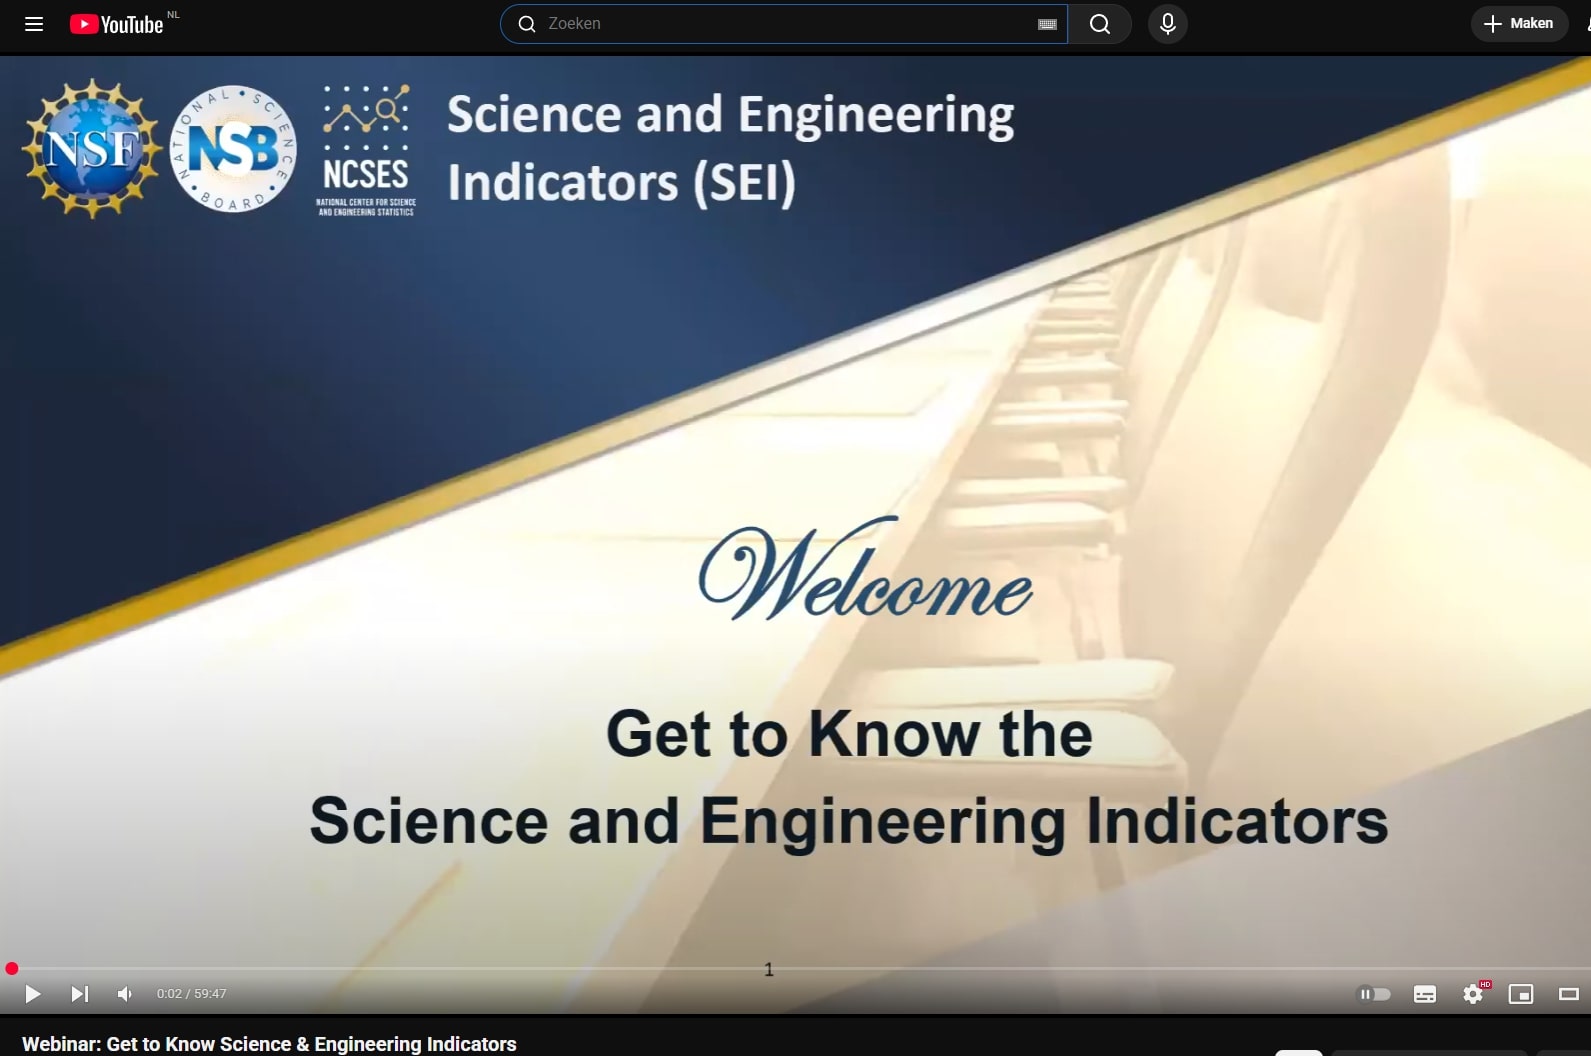 YouTube NL
Zoeken
Maken
NSF
NATIONAL SCIENCE BOARD
NSB
NCSES
NATIONAL CENTER FOR SCIENCE
AND ENGINEERING STATISTICS
Science and Engineering
Indicators (SEI)
Welcome
Get to Know the
Science and Engineering Indicators
1
0:02 / 59:47
HD
Webinar: Get to Know Science & Engineering Indicators